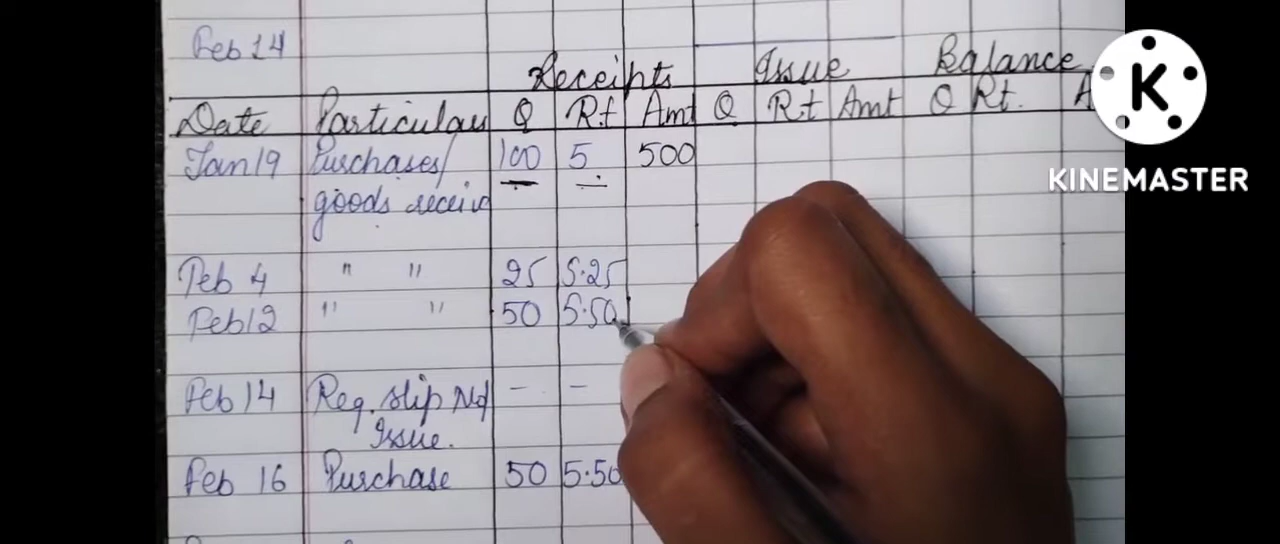 Feb 14
Receipts Issue Balance
Date Particulars Q Rt Amt Q Rt Amt Q Rt. A
Jan 19 Purchases/ 100 5 500
goods receiv
Feb 4 " " 25 5.25
Feb 12 " " 50 5.50
Feb 14 Req. slip No/ - -
Issue.
Feb 16 Purchase 50 5.50
K
KINEMASTER